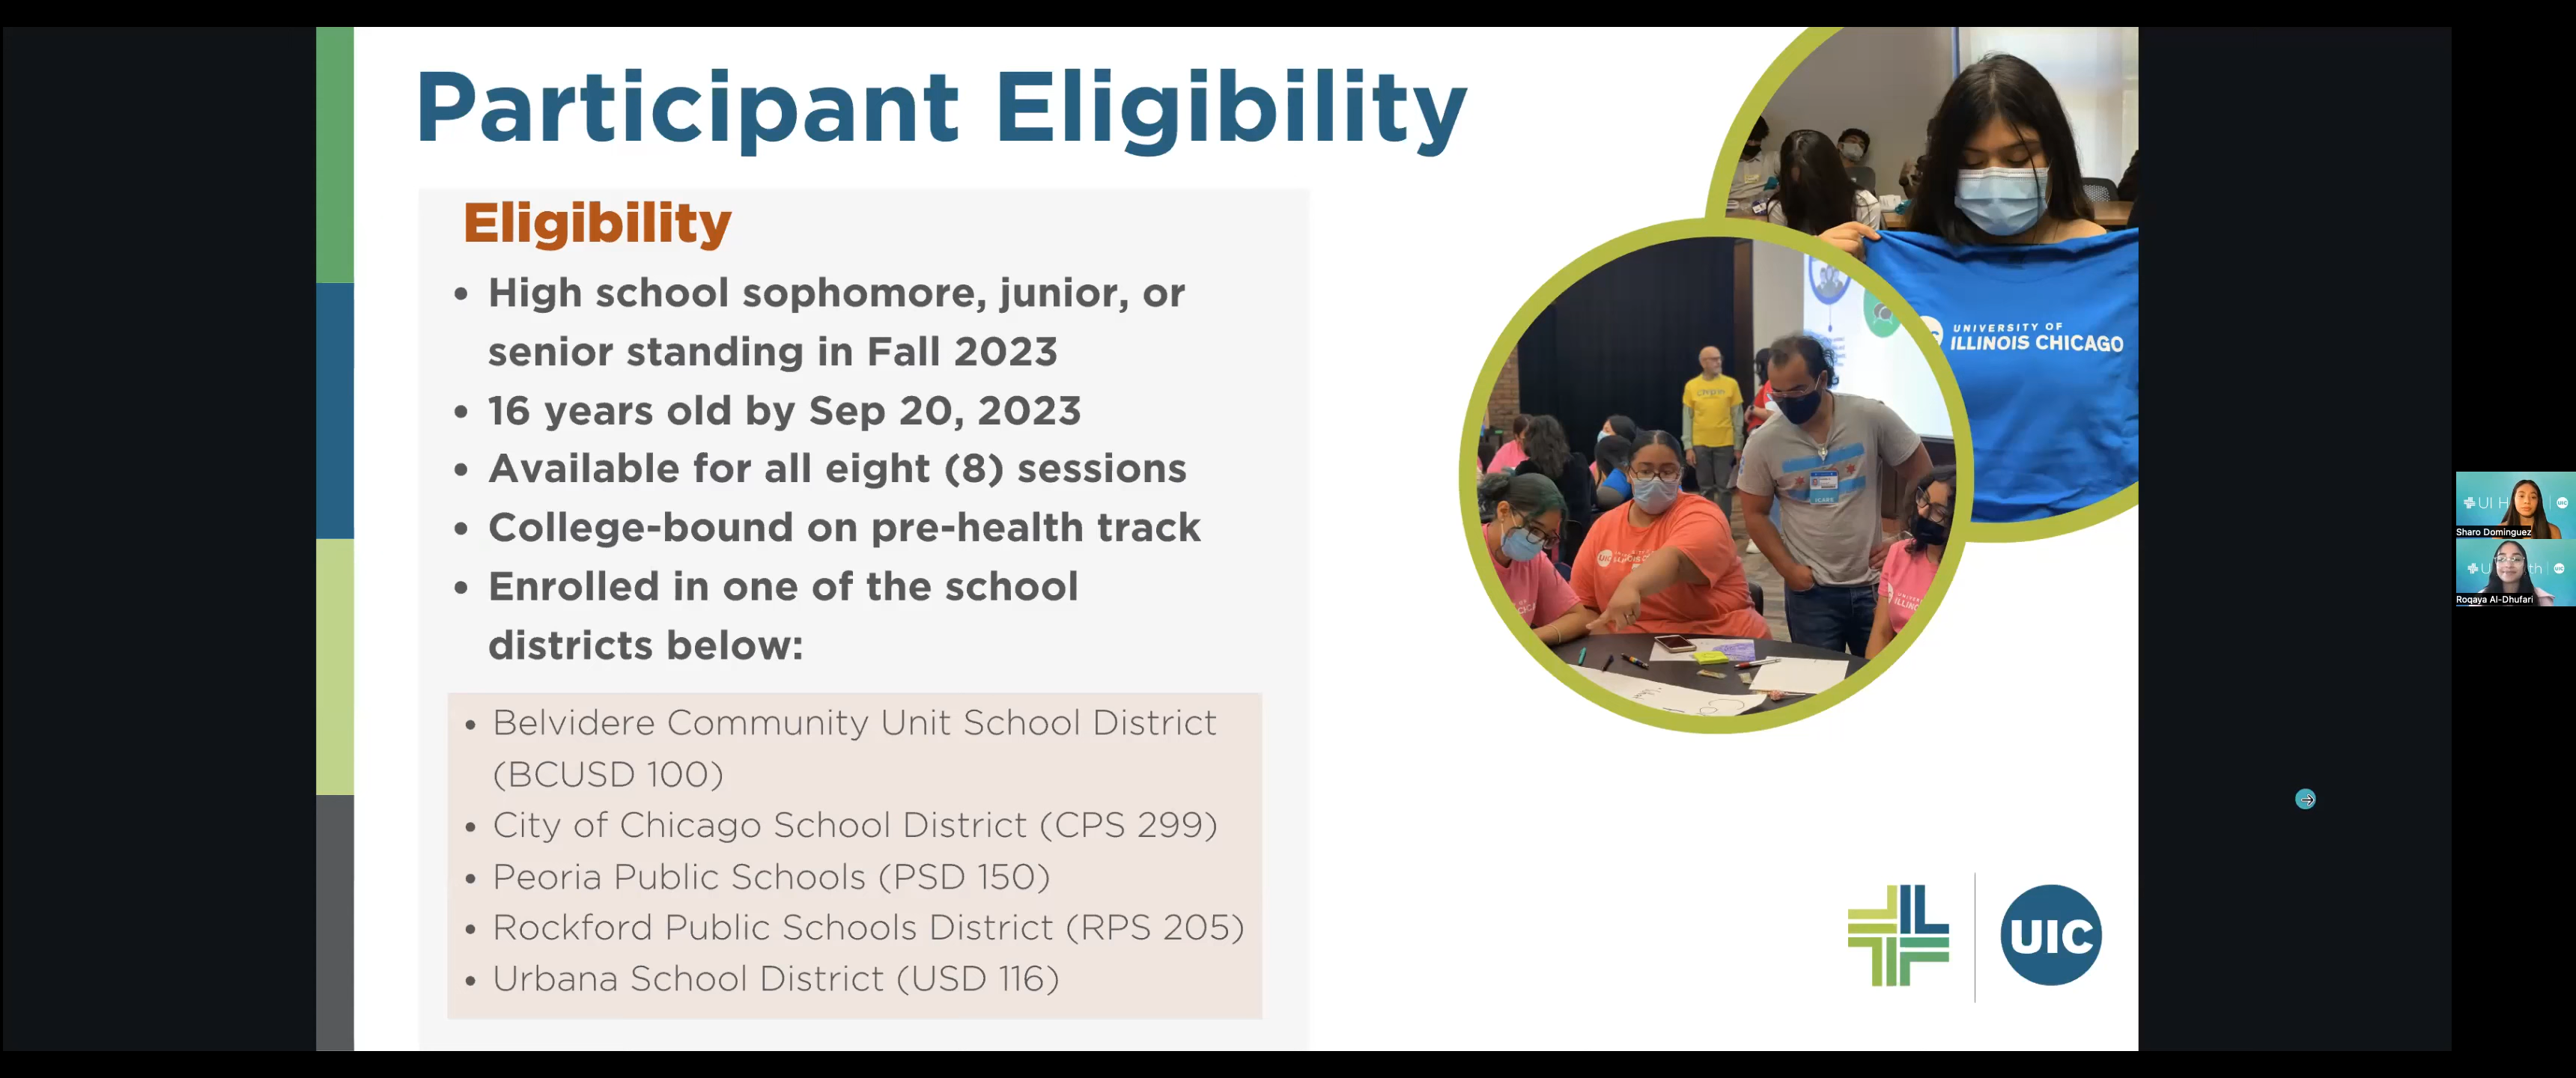 Participant Eligibility
Eligibility
• High school sophomore, junior, or
senior standing in Fall 2023
• 16 years old by Sep 20, 2023
• Available for all eight (8) sessions
• College-bound on pre-health track
• Enrolled in one of the school
districts below:
• Belvidere Community Unit School District
(BCUSD 100)
• City of Chicago School District (CPS 299)
• Peoria Public Schools (PSD 150)
• Rockford Public Schools District (RPS 205)
• Urbana School District (USD 116)
UNIVERSITY OF
ILLINOIS CHICAGO
UIC
Sharo Dominguez
Roqaya Al-Dhufari